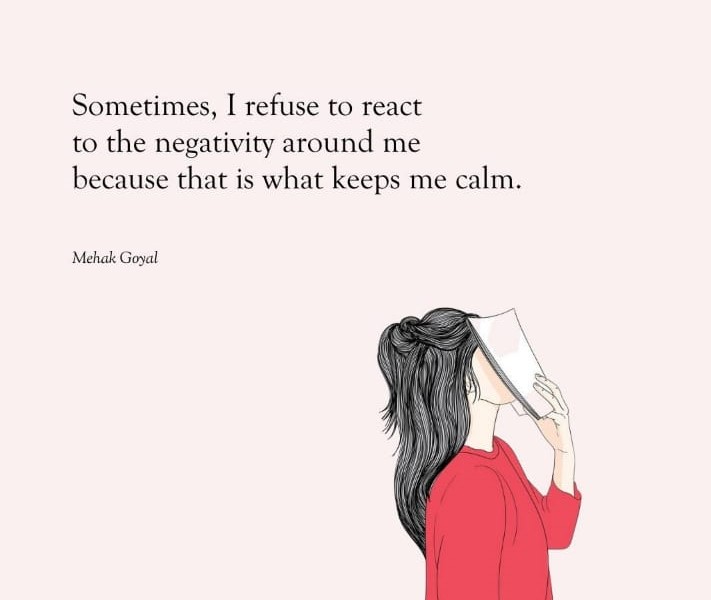 Sometimes, I refuse to react
to the negativity around me
because that is what keeps me calm.
Mehak Goyal